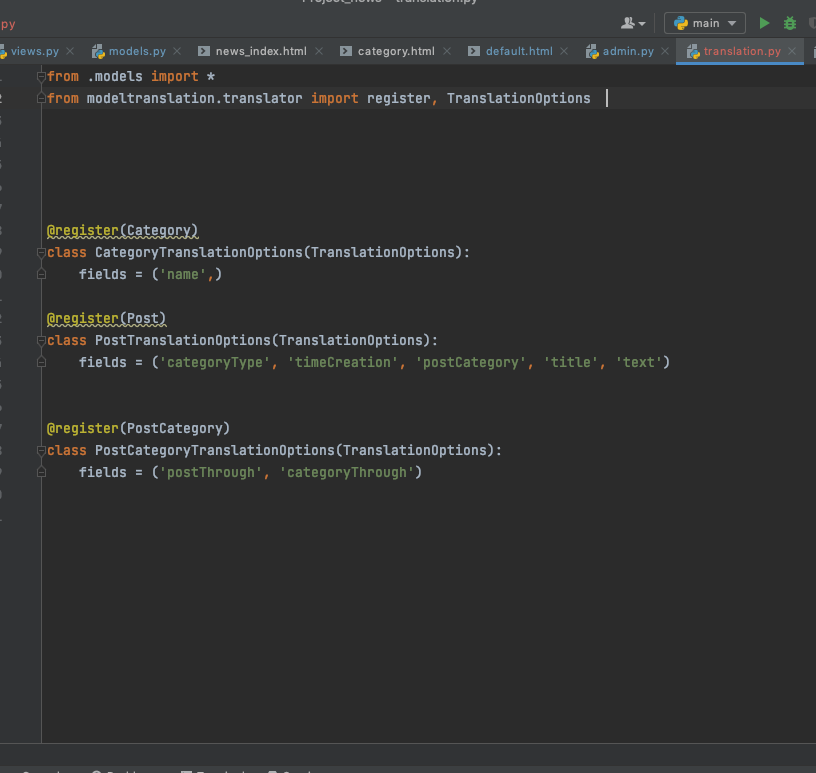 py
main
views.py models.py news_index.html category.html default.html admin.py translation.py
from .models import *
from modeltranslation.translator import register, TranslationOptions
@register(Category)
class CategoryTranslationOptions(TranslationOptions):
fields = ('name',)
@register(Post)
class PostTranslationOptions(TranslationOptions):
fields = ('categoryType', 'timeCreation', 'postCategory', 'title', 'text')
@register(PostCategory)
class PostCategoryTranslationOptions(TranslationOptions):
fields = ('postThrough', 'categoryThrough')